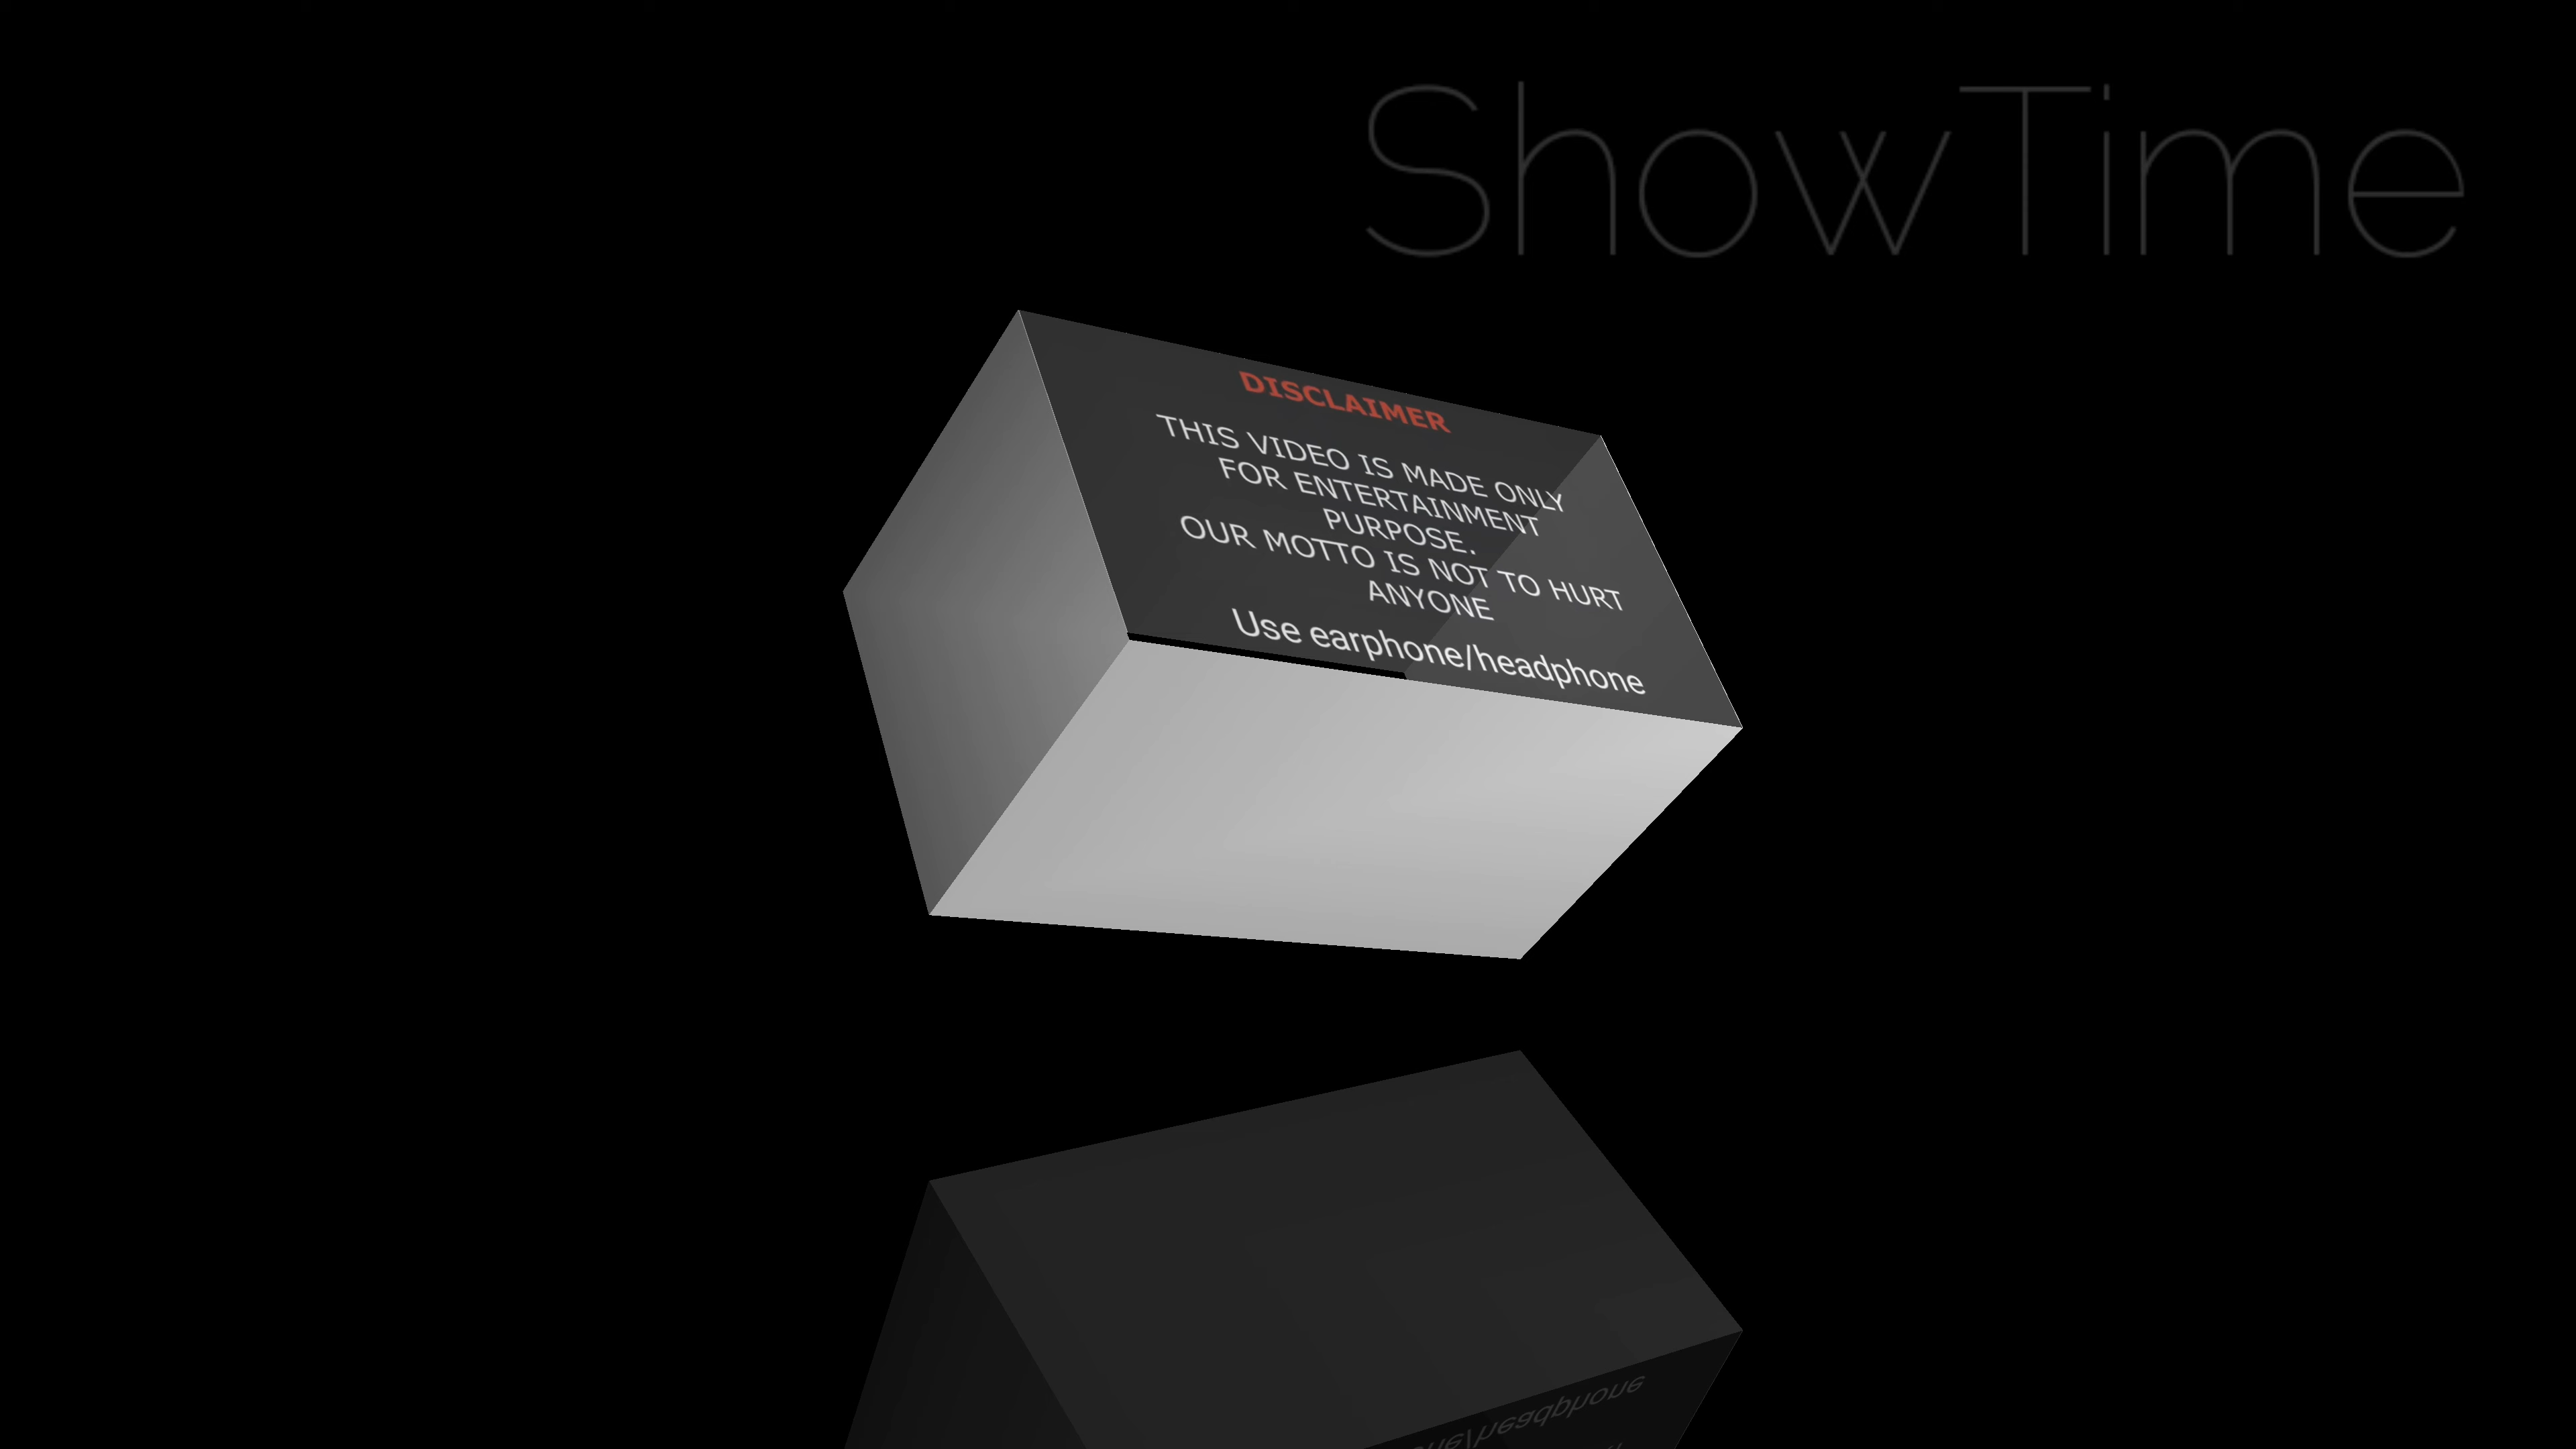 ShowTime
DISCLAIMER
THIS VIDEO IS MADE ONLY
FOR ENTERTAINMENT
PURPOSE.
OUR MOTTO IS NOT TO HURT
ANYONE
Use earphone/headphone